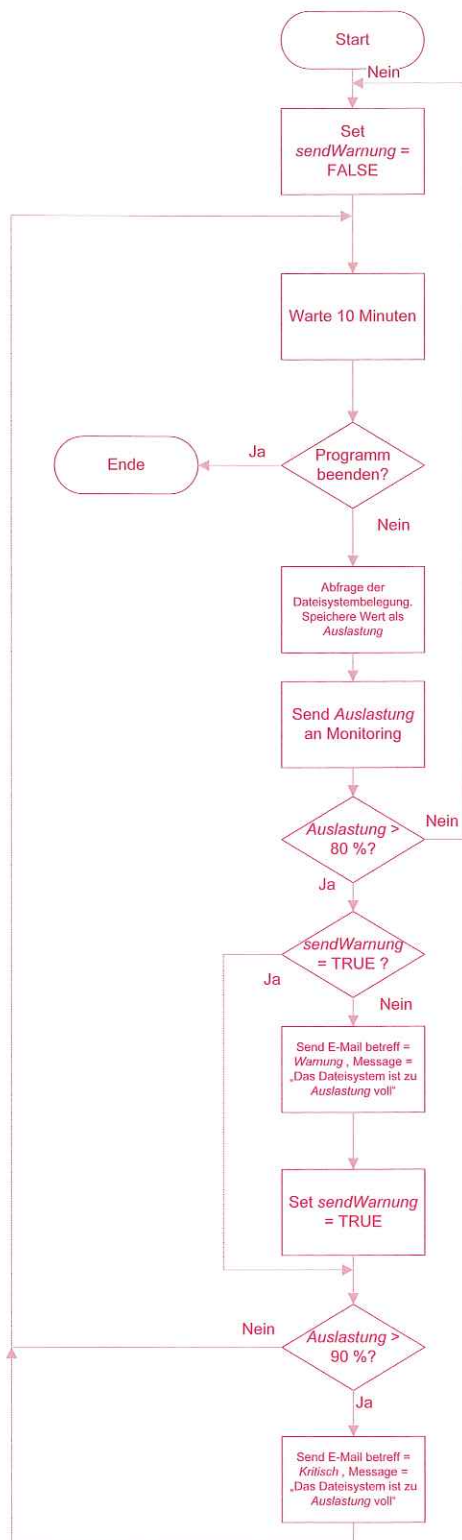 Start
Nein
Set
sendWarnung =
FALSE
Warte 10 Minuten
Programm
beenden?
Ja
Ende
Nein
Abfrage der
Dateisystembelegung.
Speichere Wert als
Auslastung
Send Auslastung
an Monitoring
Auslastung >
80 %?
Nein
Ja
sendWarnung
= TRUE ?
Ja
Nein
Send E-Mail betreff =
Warnung , Message =
„Das Dateisystem ist zu
Auslastung voll“
Set sendWarnung
= TRUE
Auslastung >
90 %?
Nein
Ja
Send E-Mail betreff =
Kritisch , Message =
„Das Dateisystem ist zu
Auslastung voll“